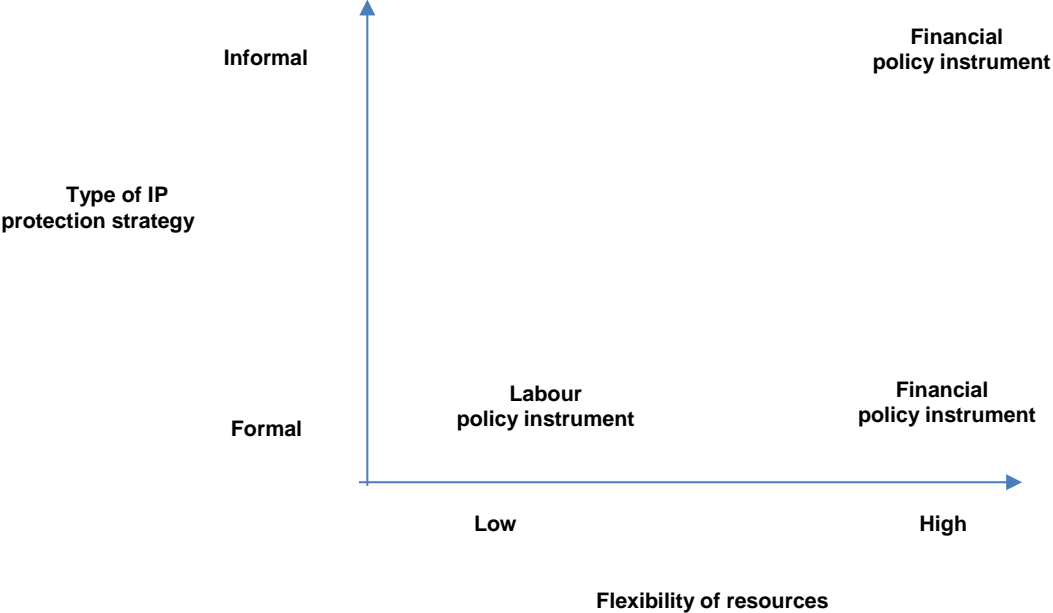 Informal
Financial
policy instrument
Type of IP
protection strategy
Labour
policy instrument
Financial
policy instrument
Formal
Low
High
Flexibility of resources